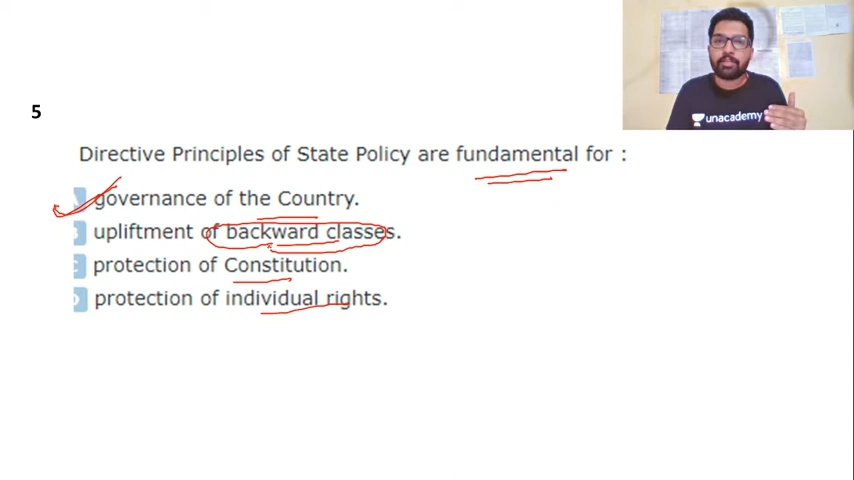 unacademy
5
Directive Principles of State Policy are fundamental for :
governance of the Country.
B upliftment of backward classes.
C protection of Constitution.
D protection of individual rights.